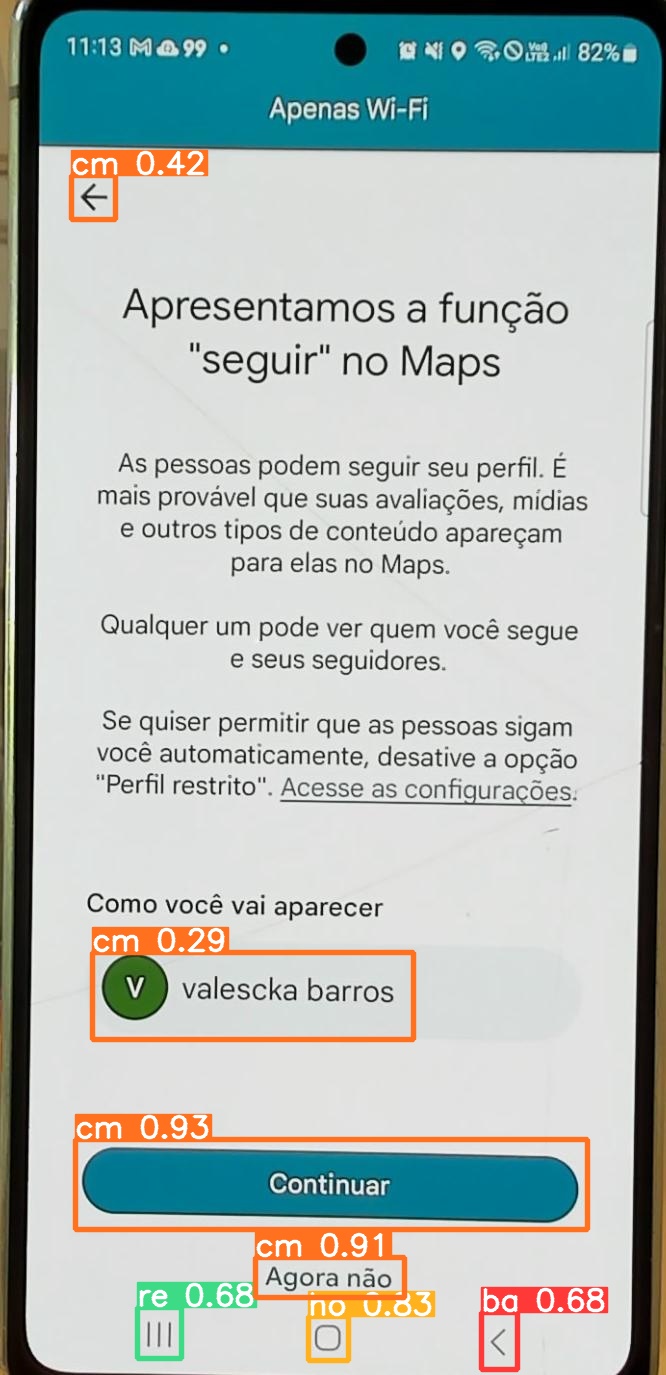 11:13 99 82%
Apenas Wi-Fi
cm 0.42
Apresentamos a função
"seguir" no Maps
As pessoas podem seguir seu perfil. É
mais provável que suas avaliações, mídias
e outros tipos de conteúdo apareçam
para elas no Maps.
Qualquer um pode ver quem você segue
e seus seguidores.
Se quiser permitir que as pessoas sigam
você automaticamente, desative a opção
"Perfil restrito". Acesse as configurações.
Como você vai aparecer
cm 0.29
V valescka barros
cm 0.93
Continuar
cm 0.91
Agora não
re 0.68 ho 0.83 ba 0.68